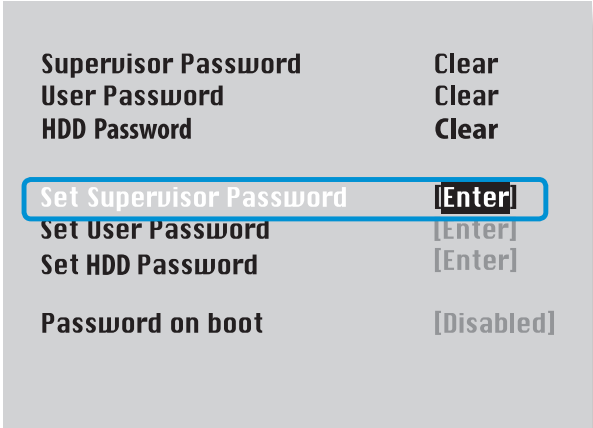 Supervisor Password Clear
User Password Clear
HDD Password Clear
Set Supervisor Password [Enter]
Set User Password [Enter]
Set HDD Password [Enter]
Password on boot [Disabled]